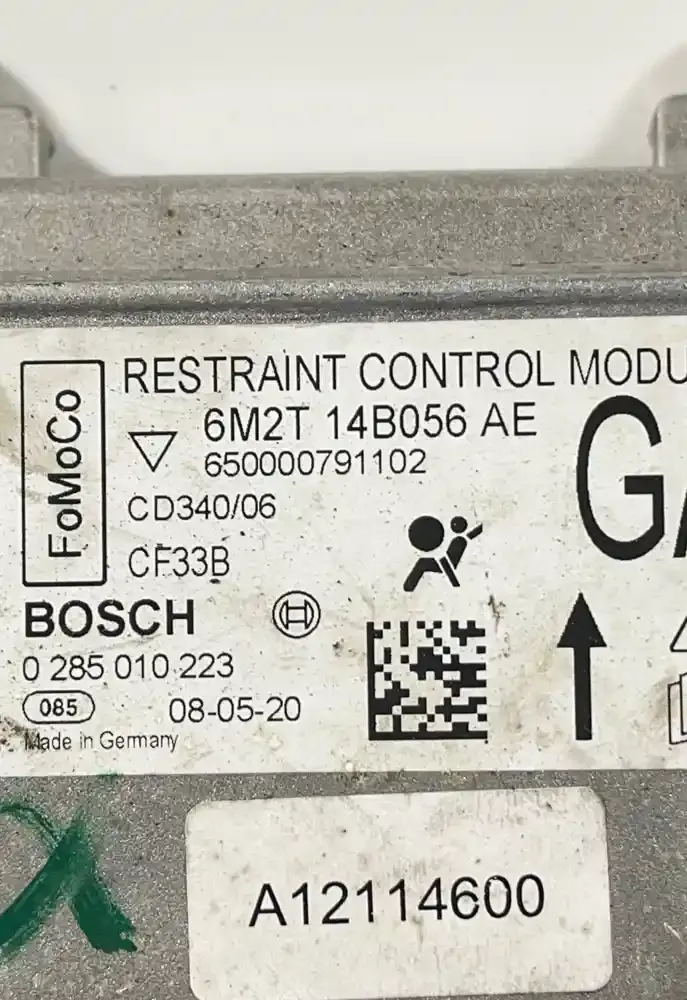 FoMoCo
RESTRAINT CONTROL MODU
6M2T 14B056 AE
650000791102
CD340/06
CF33B
G
BOSCH
0 285 010 223
085
08-05-20
Made in Germany
A12114600